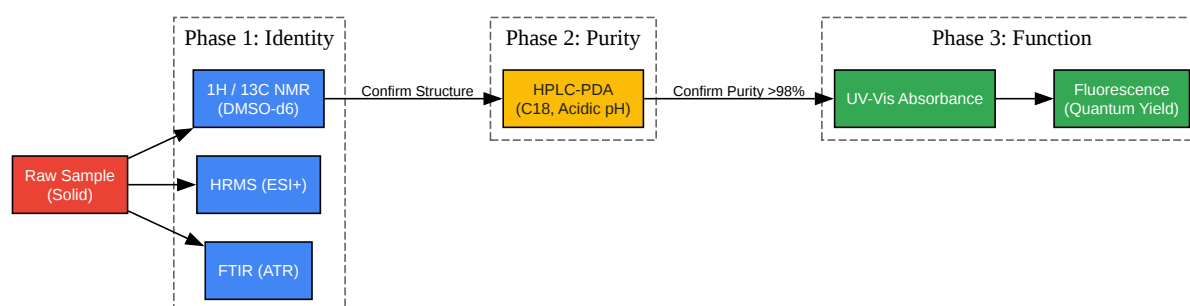 Phase 1: Identity
Phase 2: Purity
Phase 3: Function
1H / 13C NMR
(DMSO-d6)
Confirm Structure
HPLC-PDA
(C18, Acidic pH)
Confirm Purity >98%
UV-Vis Absorbance
Fluorescence
(Quantum Yield)
Raw Sample
(Solid)
HRMS (ESI+)
FTIR (ATR)